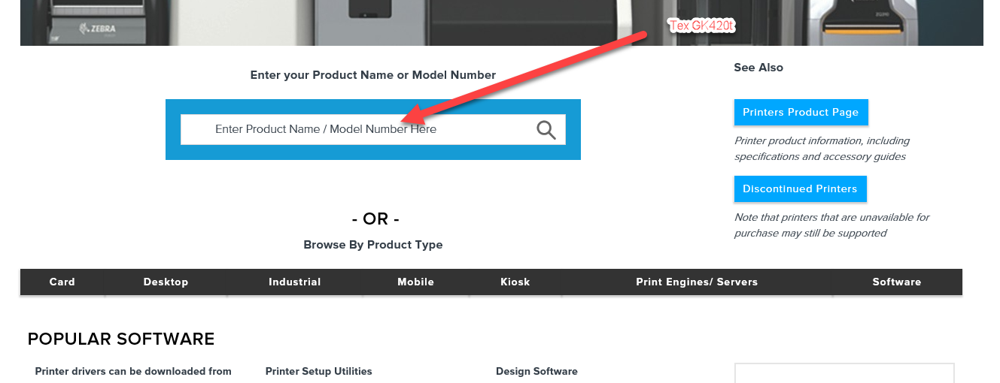 ZEBRA
Tex GK420t
Enter your Product Name or Model Number
Enter Product Name / Model Number Here
See Also
Printers Product Page
Printer product information, including
specifications and accessory guides
Discontinued Printers
Note that printers that are unavailable for
purchase may still be supported
- OR -
Browse By Product Type
Card
Desktop
Industrial
Mobile
Kiosk
Print Engines/ Servers
Software
POPULAR SOFTWARE
Printer drivers can be downloaded from
Printer Setup Utilities
Design Software